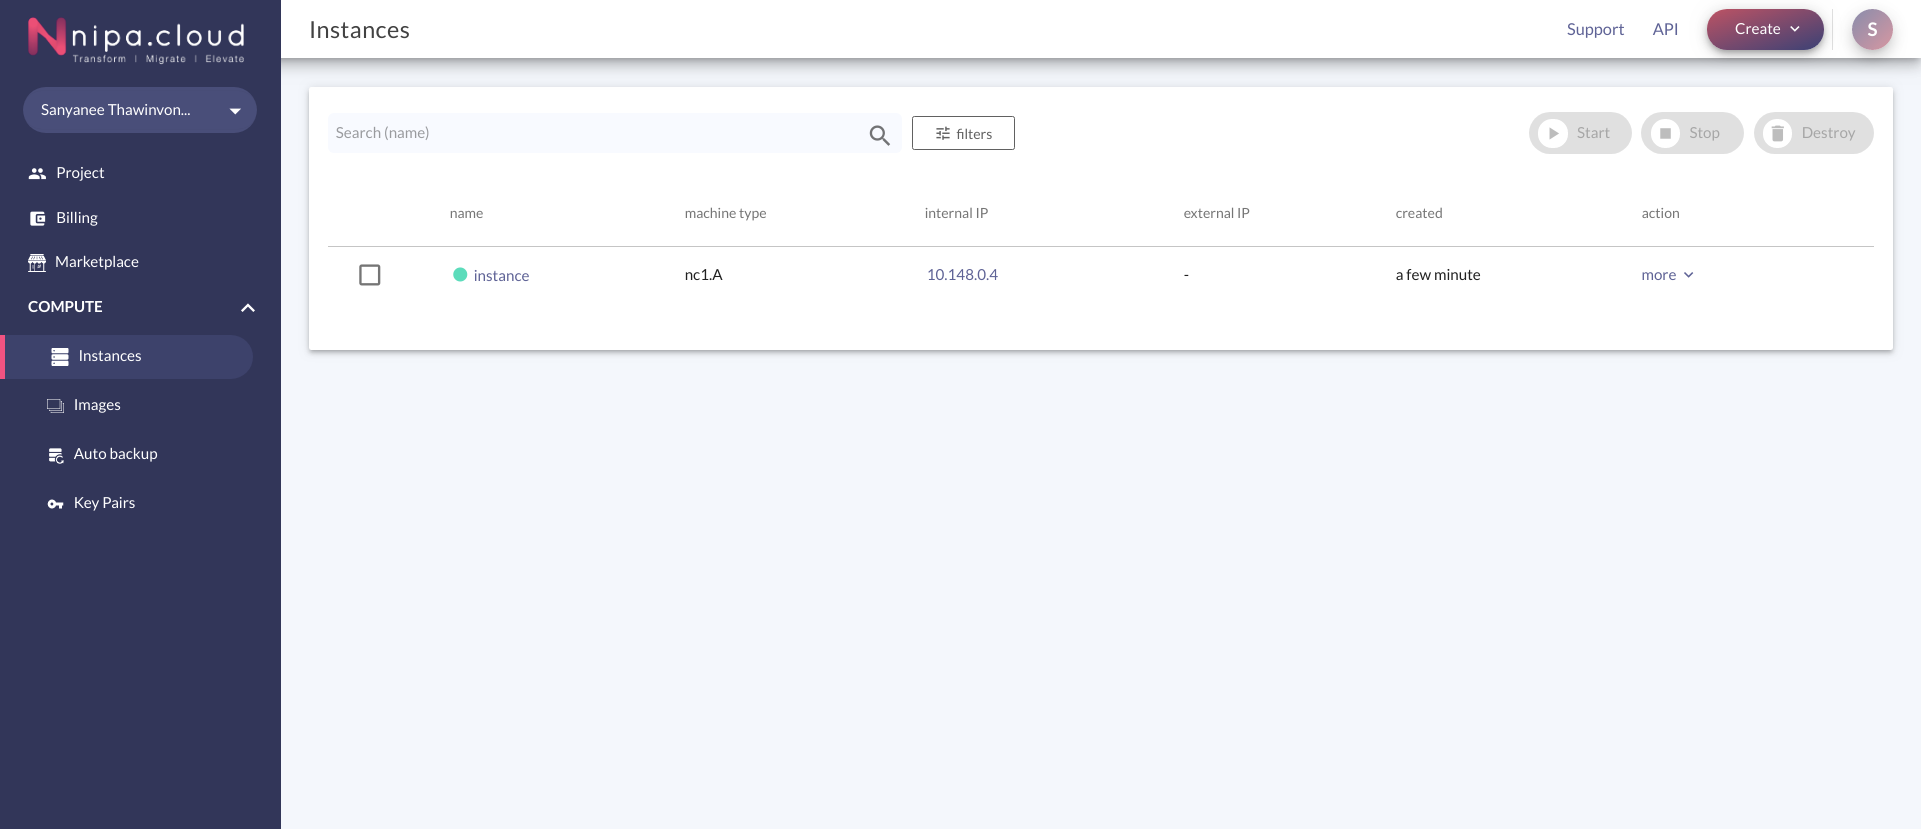 nipa.cloud
Transform | Migrate | Elevate
Sanyanee Thawinvon...
Project
Billing
Marketplace
COMPUTE
Instances
Images
Auto backup
Key Pairs
Instances
Support API Create S
Search (name) filters Start Stop Destroy
name machine type internal IP external IP created action
instance nc1.A 10.148.0.4 - a few minute more